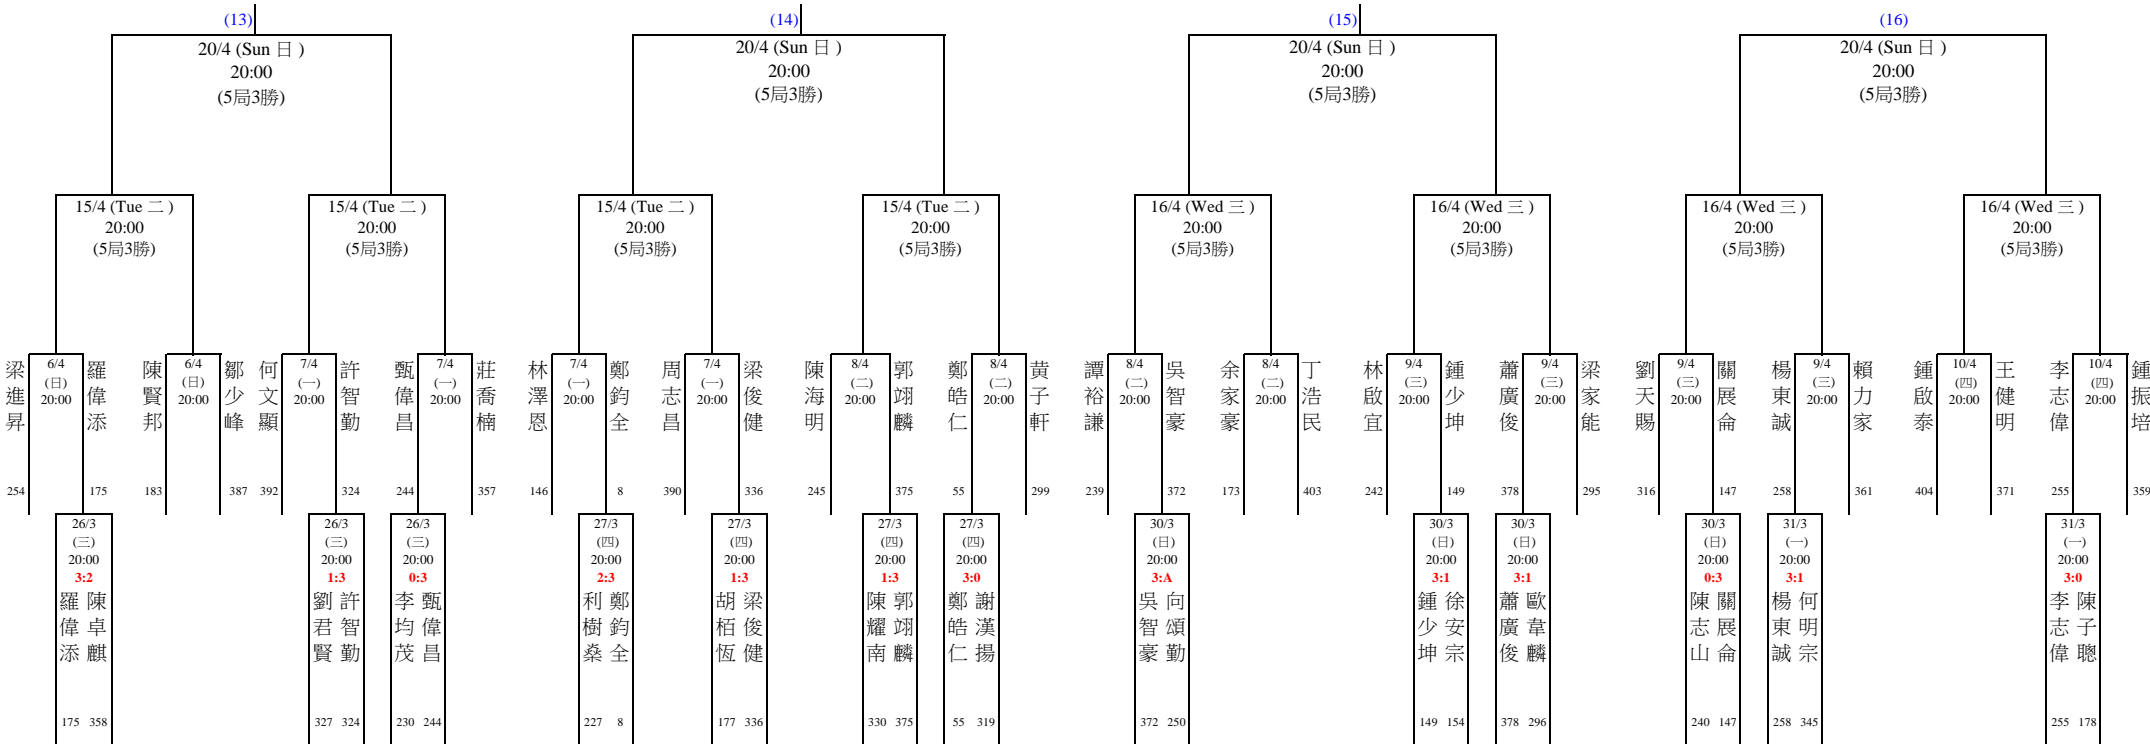 (13)
20/4 (Sun 日 )
20:00
(5局3勝)
(14)
20/4 (Sun 日 )
20:00
(5局3勝)
(15)
20/4 (Sun 日 )
20:00
(5局3勝)
(16)
20/4 (Sun 日 )
20:00
(5局3勝)
15/4 (Tue 二 )
20:00
(5局3勝)
15/4 (Tue 二 )
20:00
(5局3勝)
15/4 (Tue 二 )
20:00
(5局3勝)
15/4 (Tue 二 )
20:00
(5局3勝)
16/4 (Wed 三 )
20:00
(5局3勝)
16/4 (Wed 三 )
20:00
(5局3勝)
16/4 (Wed 三 )
20:00
(5局3勝)
16/4 (Wed 三 )
20:00
(5局3勝)
梁進昇
254
6/4
(日)
20:00
羅偉添
175
陳賢邦
183
6/4
(日)
20:00
鄒少峰
387
何文顯
392
7/4
(一)
20:00
許智勤
324
甄偉昌
244
7/4
(一)
20:00
莊喬楠
357
林澤恩
146
7/4
(一)
20:00
鄭鈞全
8
周志昌
390
7/4
(一)
20:00
梁俊健
336
陳海明
245
8/4
(二)
20:00
郭翊麟
375
鄭皓仁
55
8/4
(二)
20:00
黃子軒
299
譚裕謙
239
8/4
(二)
20:00
吳智豪
372
余家豪
173
8/4
(二)
20:00
丁浩民
403
林啟宜
242
9/4
(三)
20:00
鍾少坤
149
蕭廣俊
378
9/4
(三)
20:00
梁家能
295
劉天賜
316
9/4
(三)
20:00
關展侖
147
楊東誠
258
9/4
(三)
20:00
賴力家
361
鍾啟泰
404
10/4
(四)
20:00
王健明
371
李志偉
255
10/4
(四)
20:00
鍾振培
359
26/3
(三)
20:00
3:2
羅偉添
陳卓麒
175 358
26/3
(三)
20:00
1:3
劉君賢
許智勤
327 324
26/3
(三)
20:00
0:3
李均茂
甄偉昌
230 244
27/3
(四)
20:00
2:3
利樹燊
鄭鈞全
227 8
27/3
(四)
20:00
1:3
胡栢恆
梁俊健
177 336
27/3
(四)
20:00
1:3
陳耀南
郭翊麟
330 375
27/3
(四)
20:00
3:0
鄭皓仁
謝漢揚
55 319
30/3
(日)
20:00
3:A
吳智豪
向頌勤
372 250
30/3
(日)
20:00
3:1
鍾少坤
徐安宗
149 154
30/3
(日)
20:00
3:1
蕭廣俊
歐韋麟
378 296
30/3
(日)
20:00
0:3
陳志山
關展侖
240 147
31/3
(一)
20:00
3:1
楊東誠
何明宗
258 345
31/3
(一)
20:00
3:0
李志偉
陳子聰
255 178